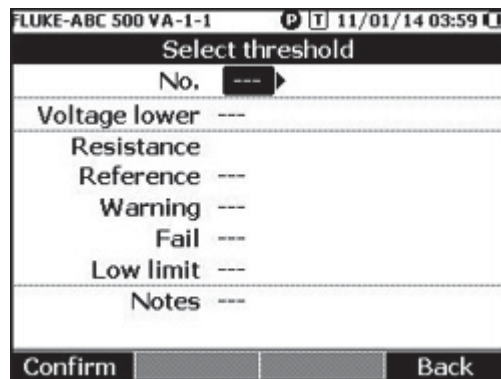 FLUKE-ABC 500 VA-1-1 P T 11/01/14 03:59
Select threshold
No. ---
Voltage lower ---
Resistance
Reference ---
Warning ---
Fail ---
Low limit ---
Notes ---
Confirm Back